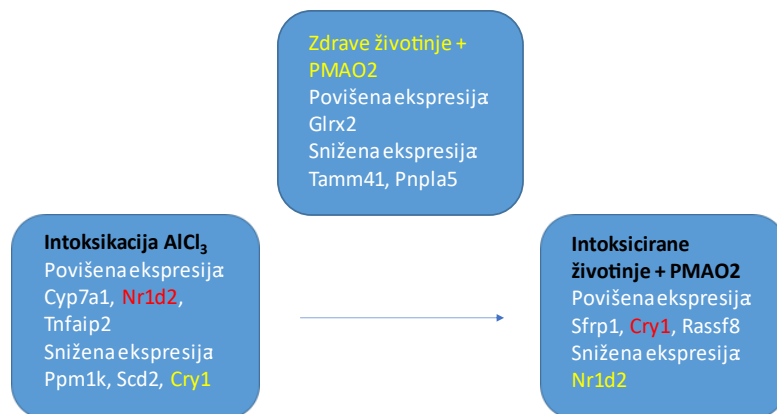 Zdrave životinje +
PMAO2
Povišena ekspresija:
Glrx2
Snižena ekspresija:
Tamm41, Pnpla5
Intoksikacija AlCl₃
Povišena ekspresija:
Cyp7a1, Nr1d2,
Tnfaip2
Snižena ekspresija:
Ppm1k, Scd2, Cry1
Intoksicirane
životinje + PMAO2
Povišena ekspresija:
Sfrp1, Cry1, Rassf8
Snižena ekspresija:
Nr1d2